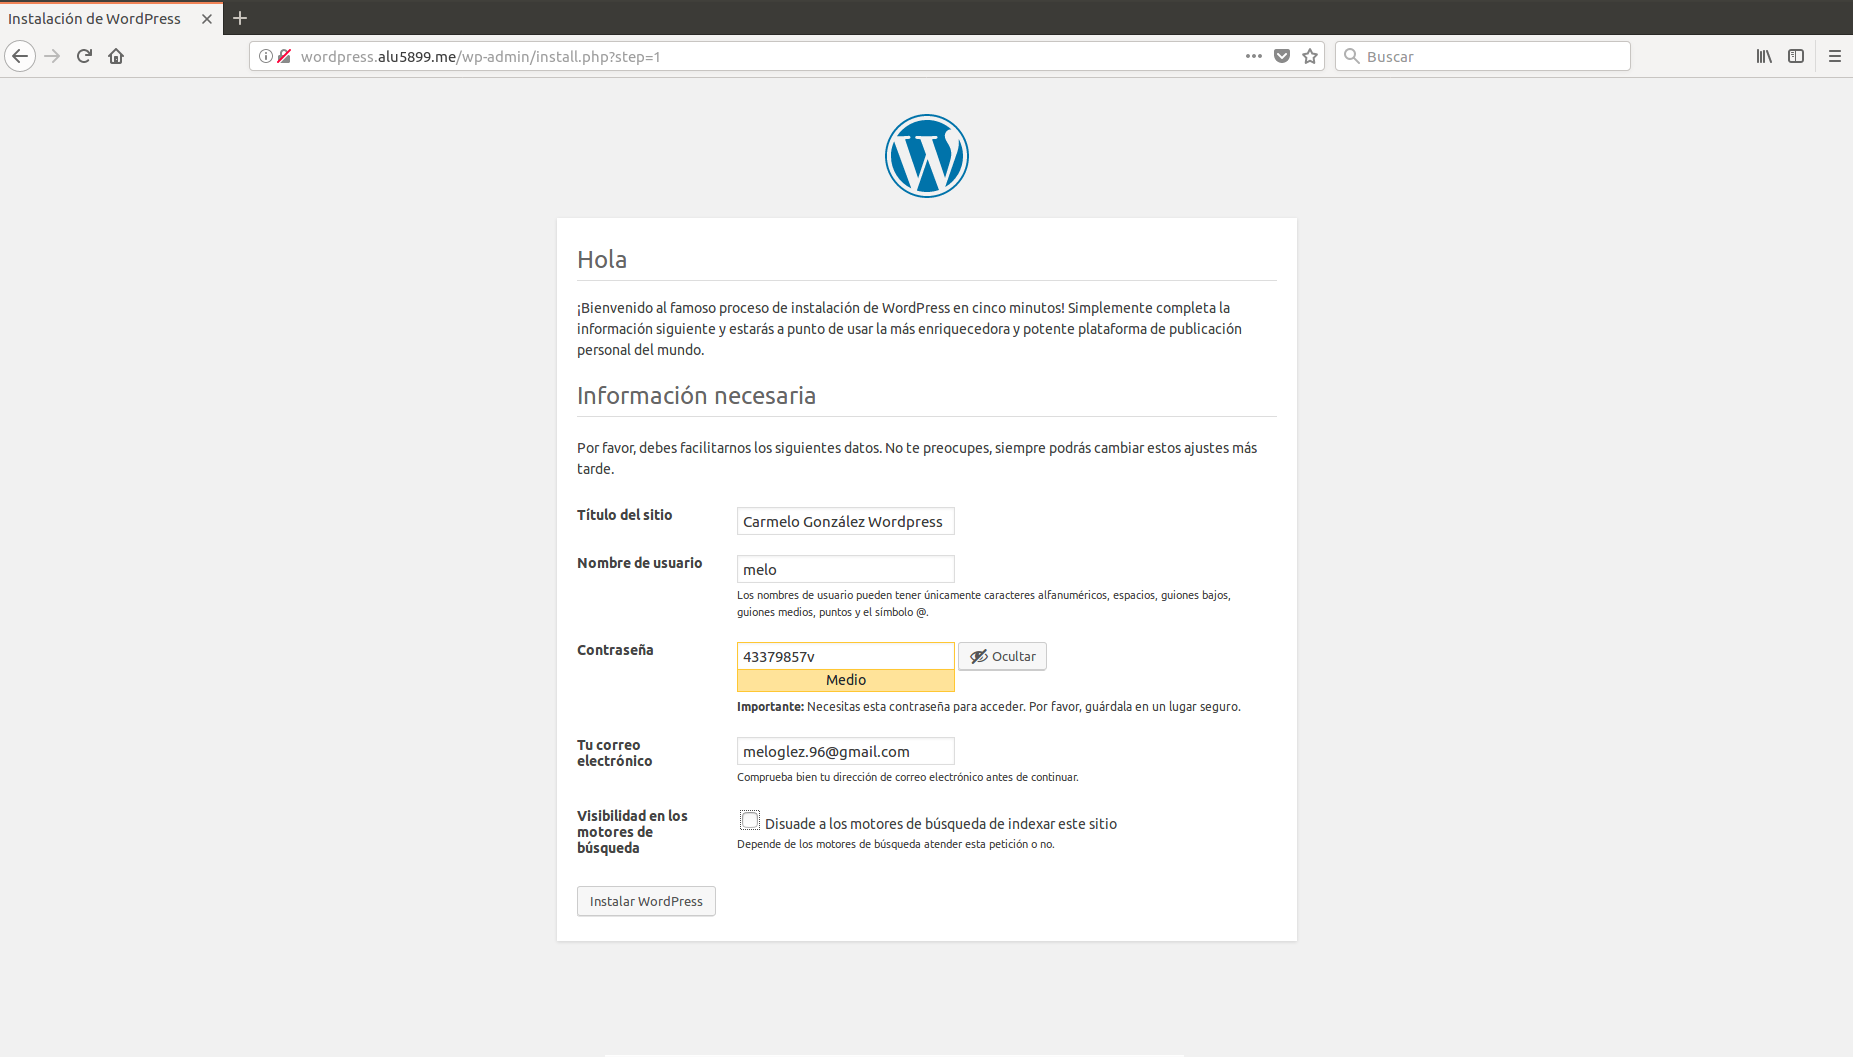 Instalación de WordPress
wordpress.alu5899.me/wp-admin/install.php?step=1
Buscar
Hola
¡Bienvenido al famoso proceso de instalación de WordPress en cinco minutos! Simplemente completa la
información siguiente y estarás a punto de usar la más enriquecedora y potente plataforma de publicación
personal del mundo.
Información necesaria
Por favor, debes facilitarnos los siguientes datos. No te preocupes, siempre podrás cambiar estos ajustes más
tarde.
Título del sitio
Carmelo González Wordpress
Nombre de usuario
melo
Los nombres de usuario pueden tener únicamente caracteres alfanuméricos, espacios, guiones bajos,
guiones medios, puntos y el símbolo @.
Contraseña
43379857v
Ocultar
Medio
Importante: Necesitas esta contraseña para acceder. Por favor, guárdala en un lugar seguro.
Tu correo
electrónico
meloglez.96@gmail.com
Comprueba bien tu dirección de correo electrónico antes de continuar.
Visibilidad en los
motores de
búsqueda
Disuade a los motores de búsqueda de indexar este sitio
Depende de los motores de búsqueda atender esta petición o no.
Instalar WordPress